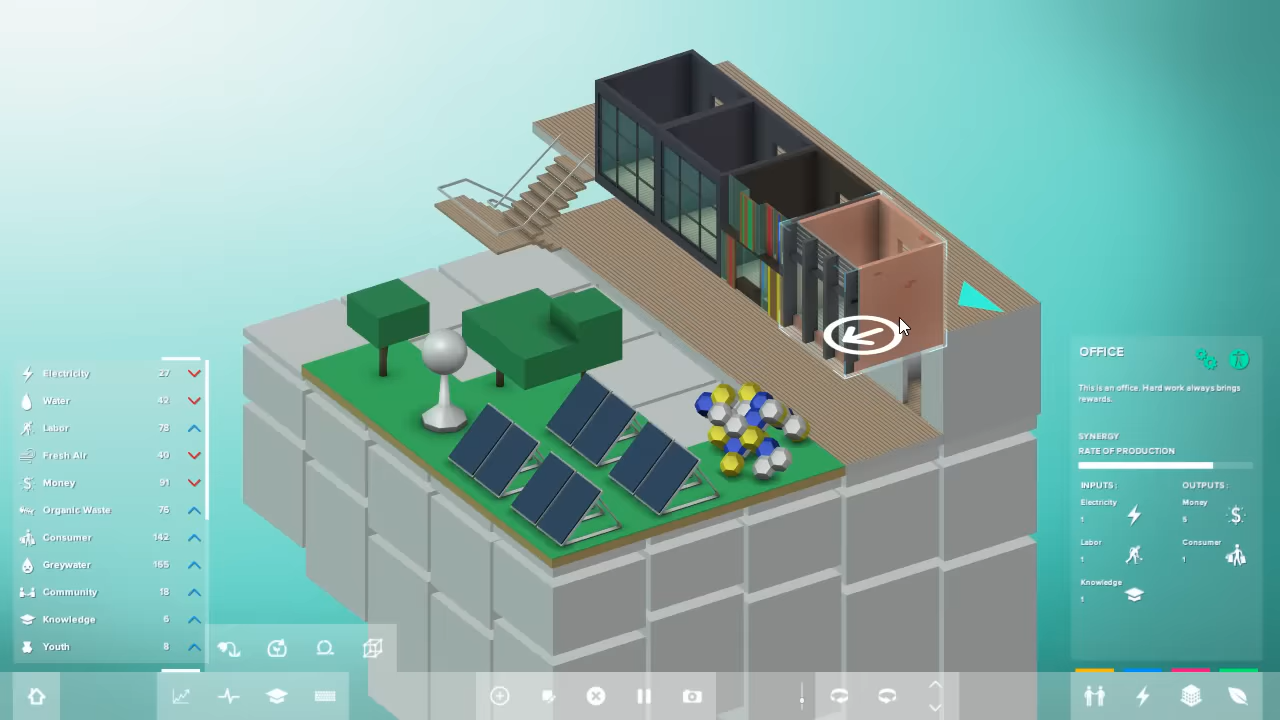 Electricity 27
Water 42
Labor 78
Fresh Air 40
Money 91
Organic Waste 76
Consumer 142
Greywater 165
Community 18
Knowledge 6
Youth 8
OFFICE
This is an office. Hard work always brings
rewards.
SYNERGY
RATE OF PRODUCTION
INPUTS: OUTPUTS:
Electricity Money
1 5
Labor Consumer
1 1
Knowledge
1